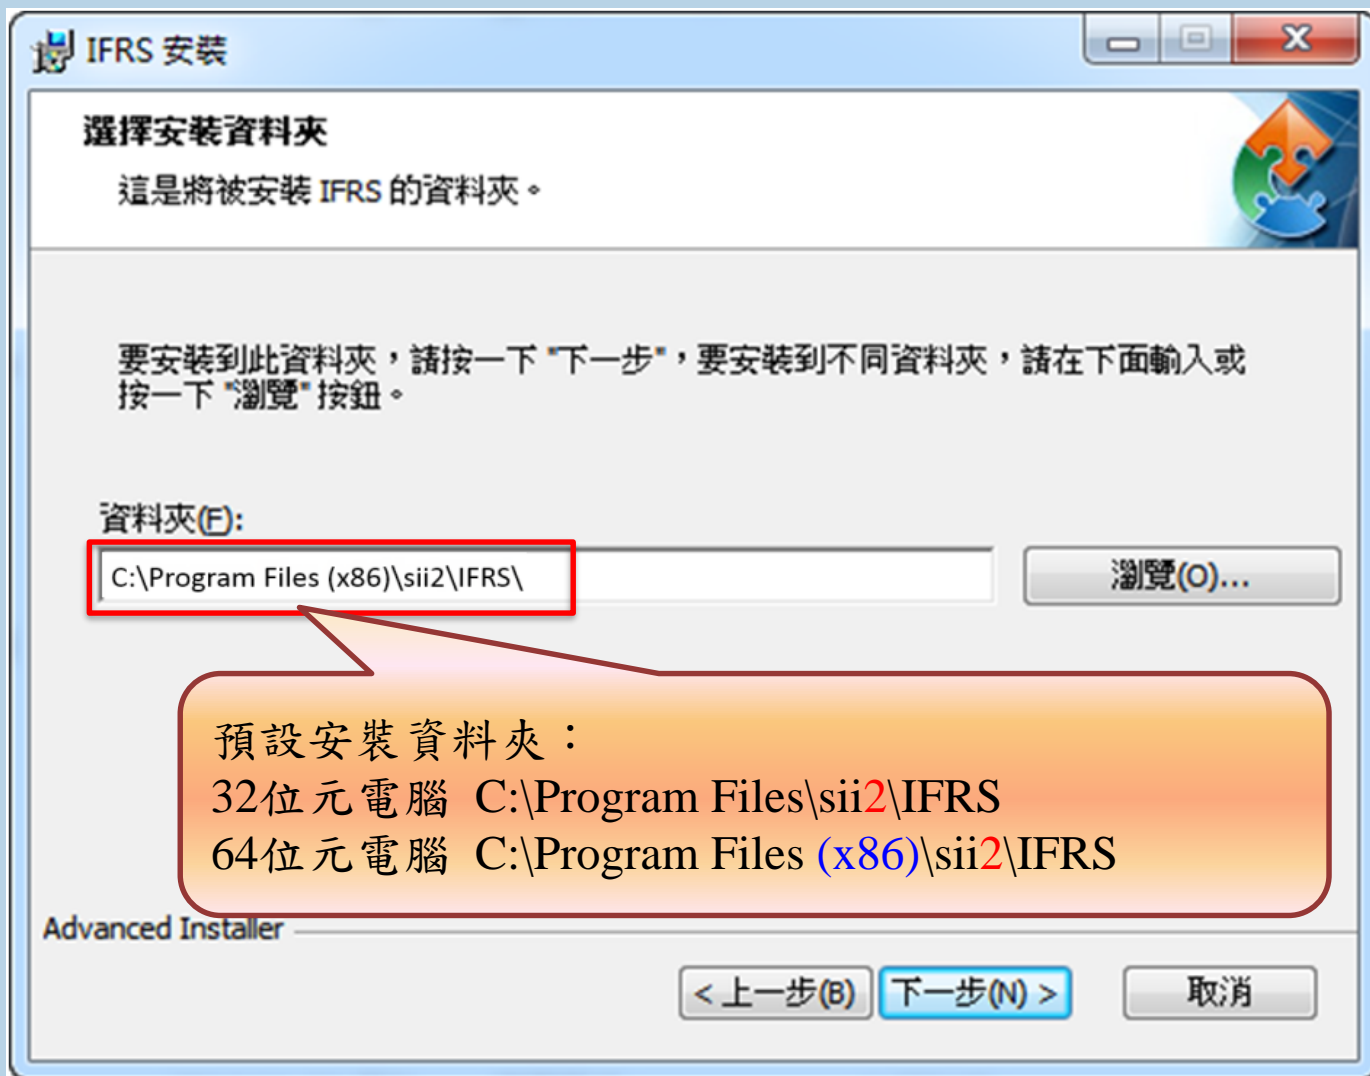 IFRS 安裝
選擇安裝資料夾
這是將被安裝 IFRS 的資料夾。
要安裝到此資料夾，請按一下 "下一步"，要安裝到不同資料夾，請在下面輸入或
按一下 "瀏覽" 按鈕。
資料夾(F):
C:\Program Files (x86)\sii2\IFRS\
瀏覽(O)...
預設安裝資料夾：
32位元電腦 C:\Program Files\sii2\IFRS
64位元電腦 C:\Program Files (x86)\sii2\IFRS
Advanced Installer
< 上一步(B)
下一步(N) >
取消